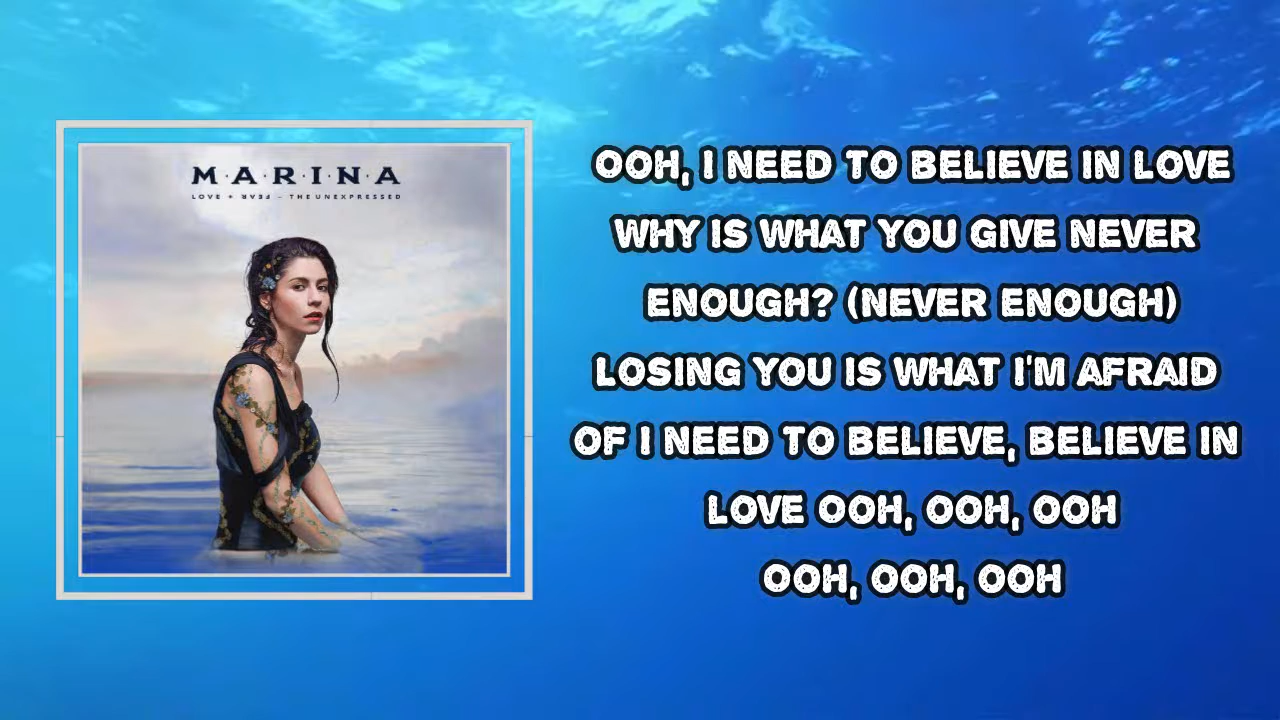 M·A·R·I·N·A
LOVE + FEAR – THE UNEXPRESSED
OOH, I NEED TO BELIEVE IN LOVE
WHY IS WHAT YOU GIVE NEVER
ENOUGH? (NEVER ENOUGH)
LOSING YOU IS WHAT I'M AFRAID
OF I NEED TO BELIEVE, BELIEVE IN
LOVE OOH, OOH, OOH
OOH, OOH, OOH